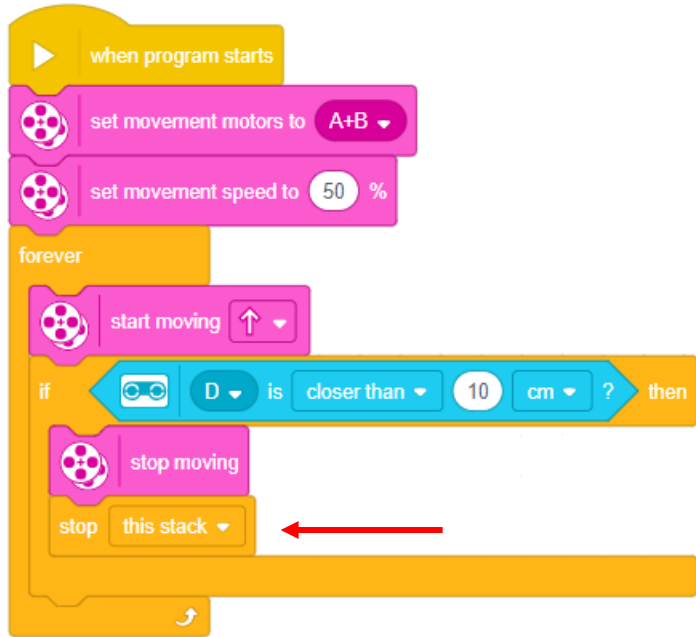 when program starts
set movement motors to A+B
set movement speed to 50 %
forever
start moving
if D is closer than 10 cm ? then
stop moving
stop this stack